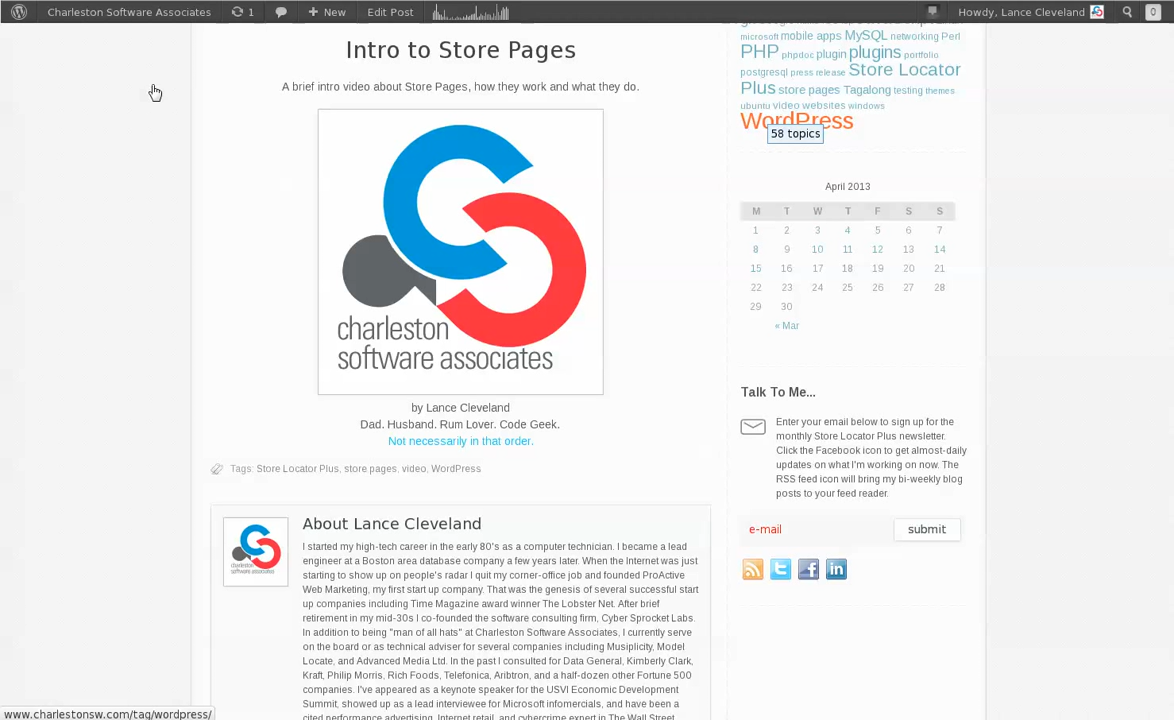 Charleston Software Associates 1 New Edit Post Howdy, Lance Cleveland 0
Intro to Store Pages
A brief intro video about Store Pages, how they work and what they do.
charleston
software associates
by Lance Cleveland
Dad. Husband. Rum Lover. Code Geek.
Not necessarily in that order.
Tags: Store Locator Plus, store pages, video, WordPress
About Lance Cleveland
charleston
software associates
I started my high-tech career in the early 80's as a computer technician. I became a lead
engineer at a Boston area database company a few years later. When the Internet was just
starting to show up on people's radar I quit my corner-office job and founded ProActive
Web Marketing, my first start up company. That was the genesis of several successful start
up companies including Time Magazine award winner The Lobster Net. After brief
retirement in my mid-30s I co-founded the software consulting firm, Cyber Sprocket Labs.
In addition to being "man of all hats" at Charleston Software Associates, I currently serve
on the board or as technical adviser for several companies including Musiplicity, Model
Locate, and Advanced Media Ltd. In the past I consulted for Data General, Kimberly Clark,
Kraft, Philip Morris, Rich Foods, Telefonica, Aribtron, and a half-dozen other Fortune 500
companies. I've appeared as a keynote speaker for the USVI Economic Development
Summit, showed up as a lead interviewee for Microsoft infomercials, and have been a
cited performance advertising, Internet retail, and cybercrime expert in The Wall Street
microsoft mobile apps MySQL networking Perl
PHP phpdoc plugin plugins portfolio
postgresql press release Store Locator
Plus store pages Tagalong testing themes
ubuntu video websites windows
WordPress
58 topics
April 2013
M T W T F S S
1 2 3 4 5 6 7
8 9 10 11 12 13 14
15 16 17 18 19 20 21
22 23 24 25 26 27 28
29 30
« Mar
Talk To Me...
Enter your email below to sign up for the
monthly Store Locator Plus newsletter.
Click the Facebook icon to get almost-daily
updates on what I'm working on now. The
RSS feed icon will bring my bi-weekly blog
posts to your feed reader.
e-mail submit
www.charlestonsw.com/tag/wordpress/